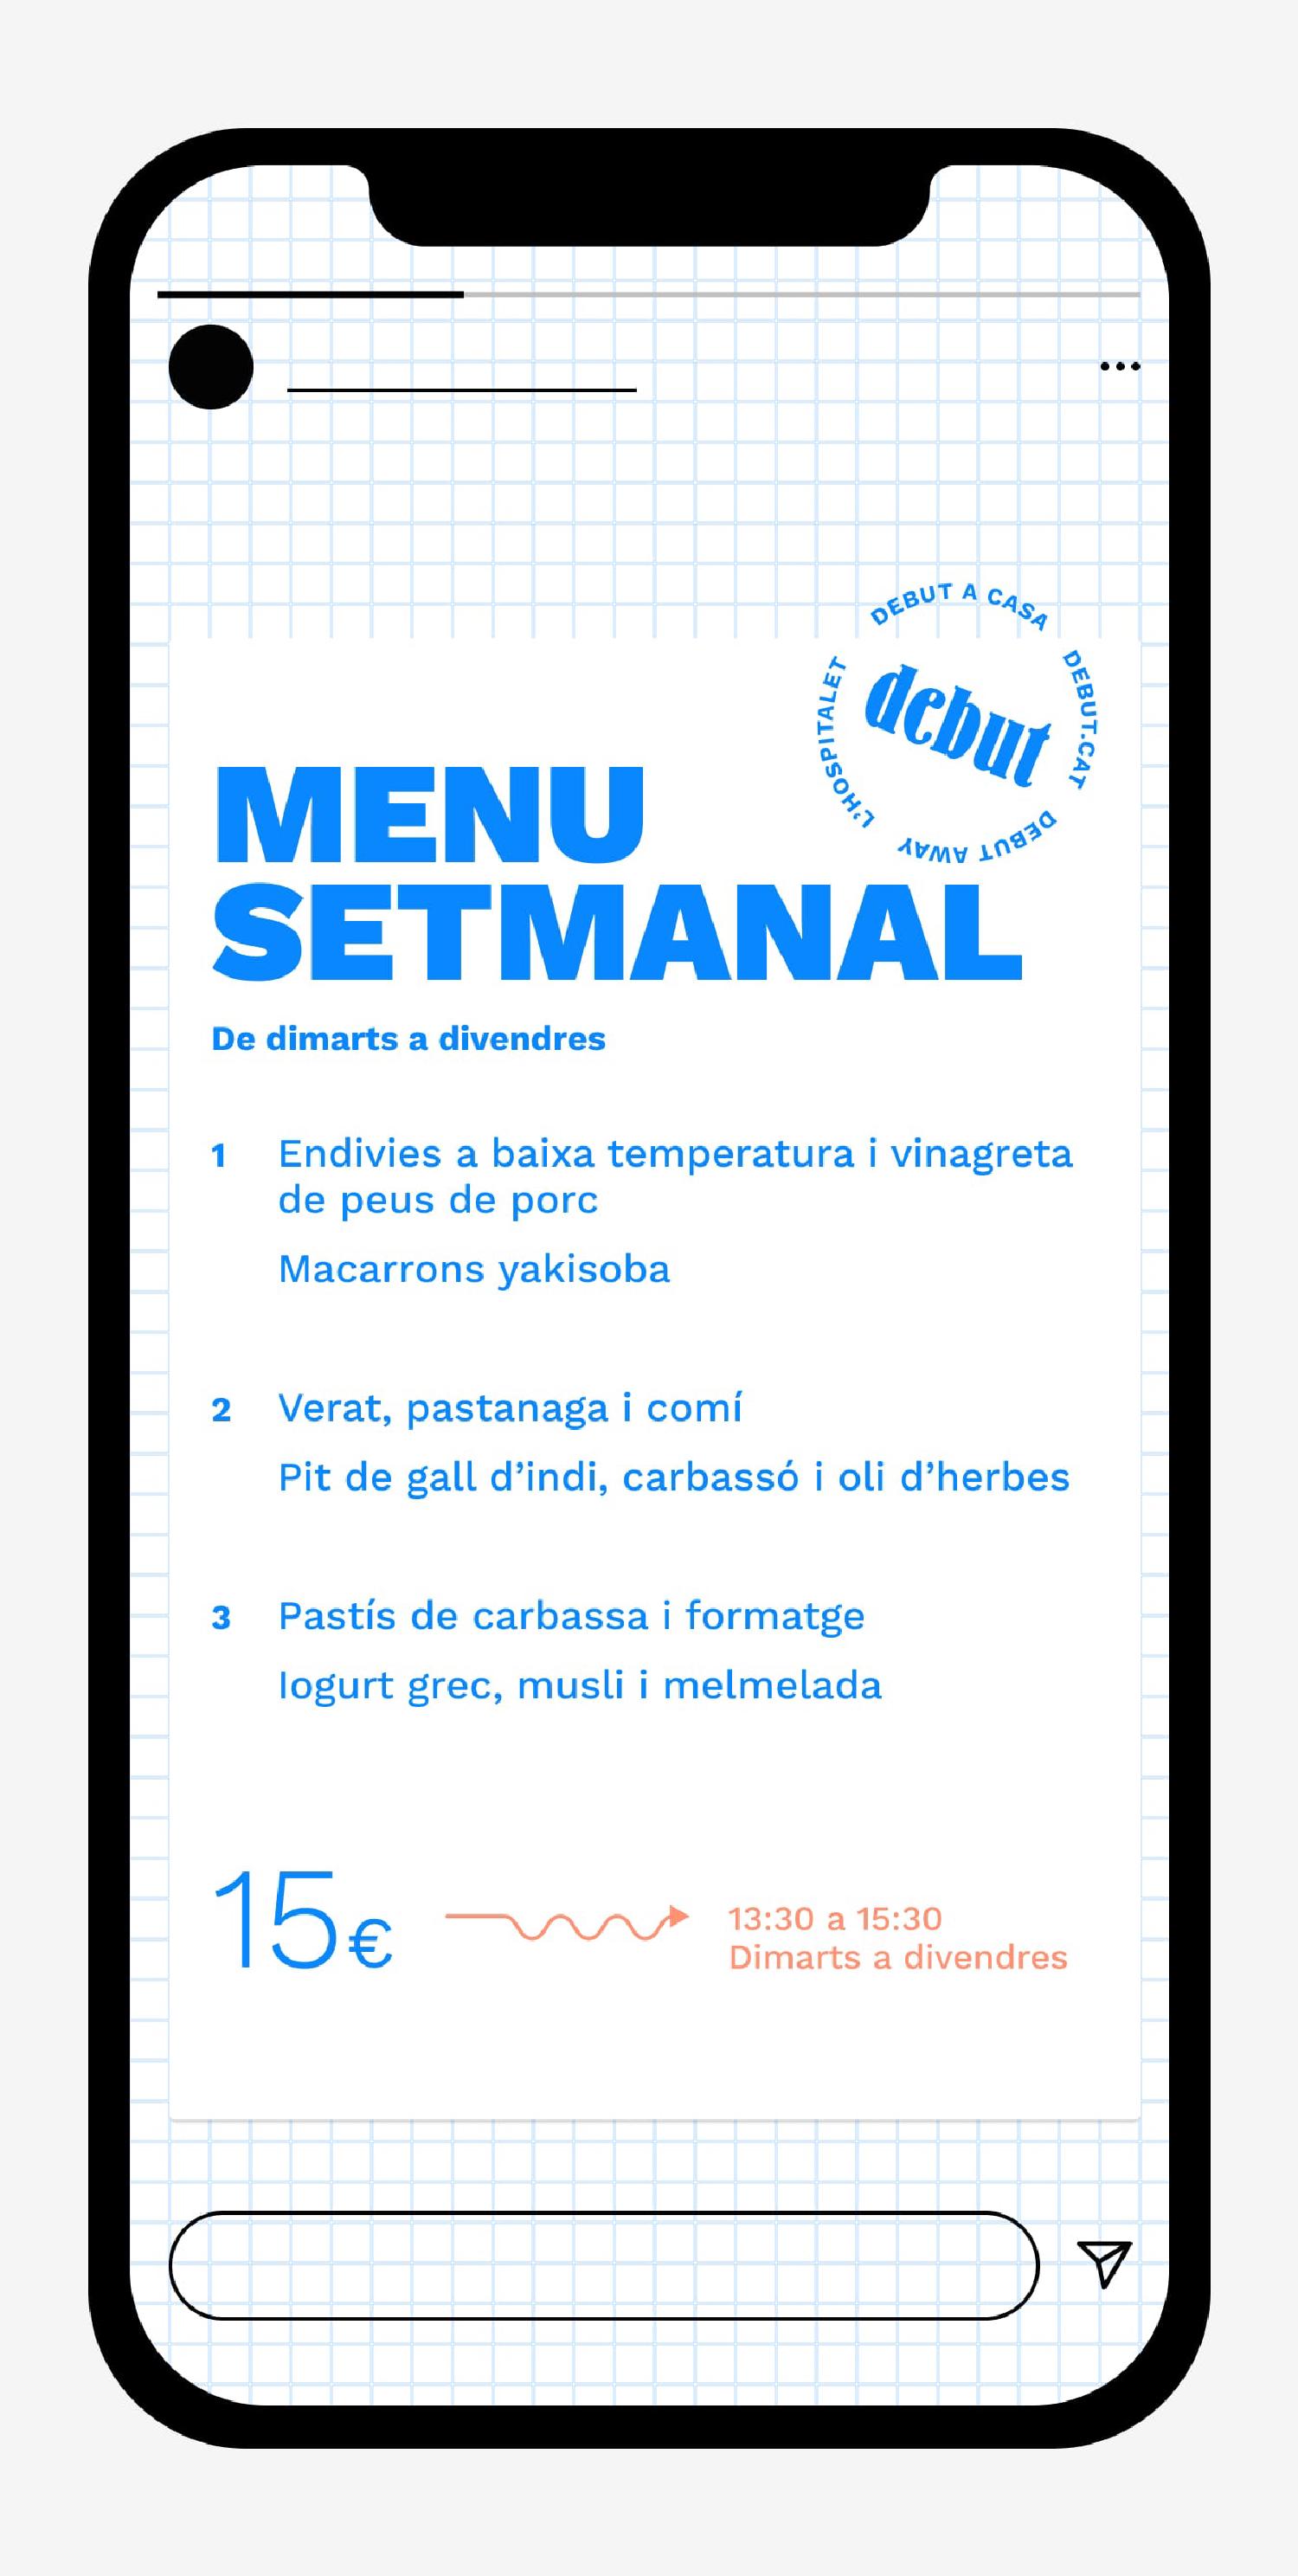 DEBUT A CASA
DEBUT.CAT
DEBUT AWAY
L'HOSPITALET
debut
MENU
SETMANAL
De dimarts a divendres
1 Endivies a baixa temperatura i vinagreta
de peus de porc
Macarrons yakisoba
2 Verat, pastanaga i comí
Pit de gall d’indi, carbassó i oli d’herbes
3 Pastís de carbassa i formatge
Iogurt grec, musli i melmelada
15€
13:30 a 15:30
Dimarts a divendres